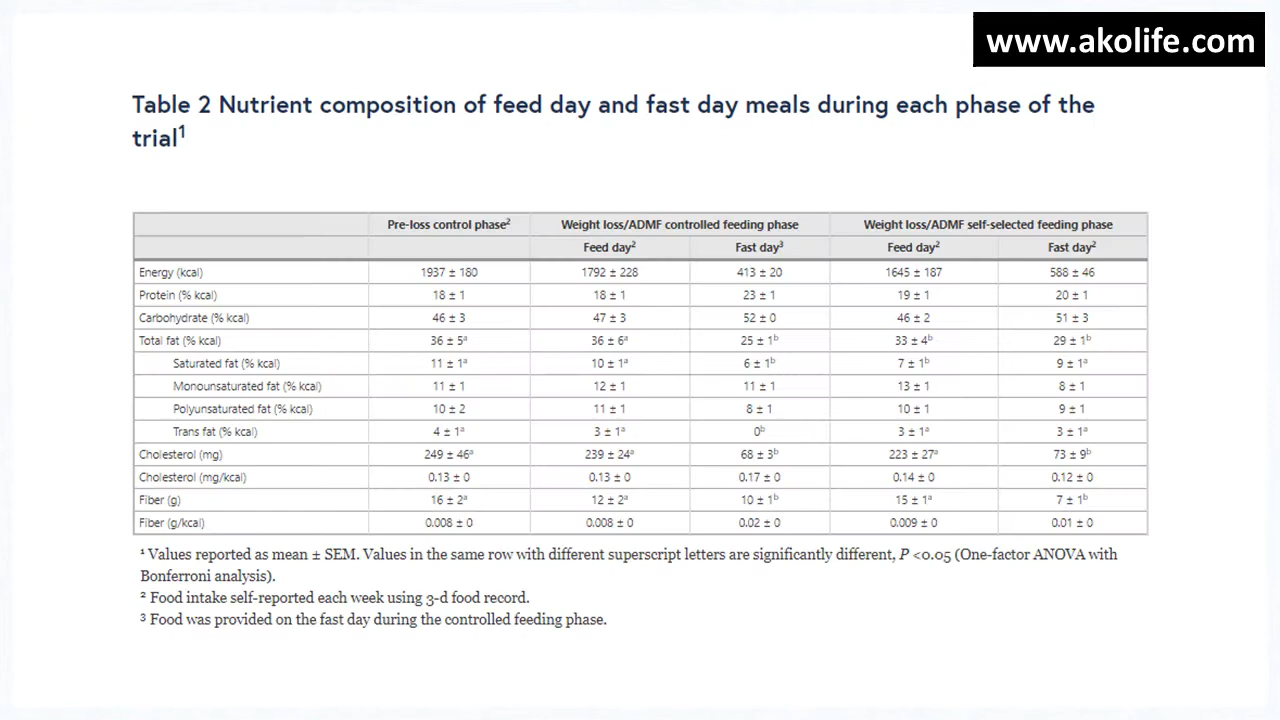 www.akolife.com
Table 2 Nutrient composition of feed day and fast day meals during each phase of the
trial¹
Pre-loss control phase² Weight loss/ADMF controlled feeding phase Weight loss/ADMF self-selected feeding phase
Feed day² Fast day³ Feed day² Fast day²
Energy (kcal) 1937 ± 180 1792 ± 228 413 ± 20 1645 ± 187 588 ± 46
Protein (% kcal) 18 ± 1 18 ± 1 23 ± 1 19 ± 1 20 ± 1
Carbohydrate (% kcal) 46 ± 3 47 ± 3 52 ± 0 46 ± 2 51 ± 3
Total fat (% kcal) 36 ± 5ᵃ 36 ± 6ᵃ 25 ± 1ᵇ 33 ± 4ᵇ 29 ± 1ᵇ
Saturated fat (% kcal) 11 ± 1ᵃ 10 ± 1ᵃ 6 ± 1ᵇ 7 ± 1ᵇ 9 ± 1ᵃ
Monounsaturated fat (% kcal) 11 ± 1 12 ± 1 11 ± 1 13 ± 1 8 ± 1
Polyunsaturated fat (% kcal) 10 ± 2 11 ± 1 8 ± 1 10 ± 1 9 ± 1
Trans fat (% kcal) 4 ± 1ᵃ 3 ± 1ᵃ 0ᵇ 3 ± 1ᵃ 3 ± 1ᵃ
Cholesterol (mg) 249 ± 46ᵃ 239 ± 24ᵃ 68 ± 3ᵇ 223 ± 27ᵃ 73 ± 9ᵇ
Cholesterol (mg/kcal) 0.13 ± 0 0.13 ± 0 0.17 ± 0 0.14 ± 0 0.12 ± 0
Fiber (g) 16 ± 2ᵃ 12 ± 2ᵃ 10 ± 1ᵇ 15 ± 1ᵃ 7 ± 1ᵇ
Fiber (g/kcal) 0.008 ± 0 0.008 ± 0 0.02 ± 0 0.009 ± 0 0.01 ± 0
¹ Values reported as mean ± SEM. Values in the same row with different superscript letters are significantly different, P <0.05 (One-factor ANOVA with
Bonferroni analysis).
² Food intake self-reported each week using 3-d food record.
³ Food was provided on the fast day during the controlled feeding phase.